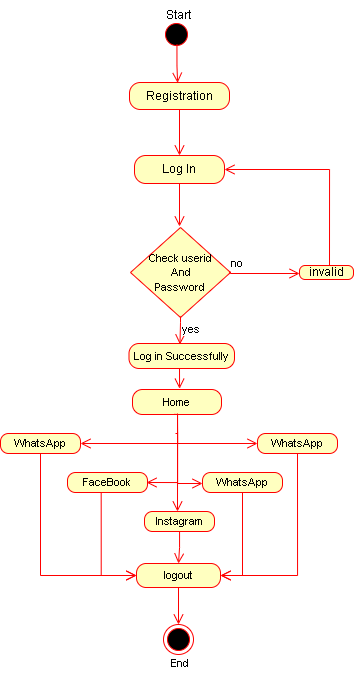 Start
Registration
Log In
Check userid
And
Password
no
invalid
yes
Log in Successfully
Home
WhatsApp
WhatsApp
FaceBook
WhatsApp
Instagram
logout
End